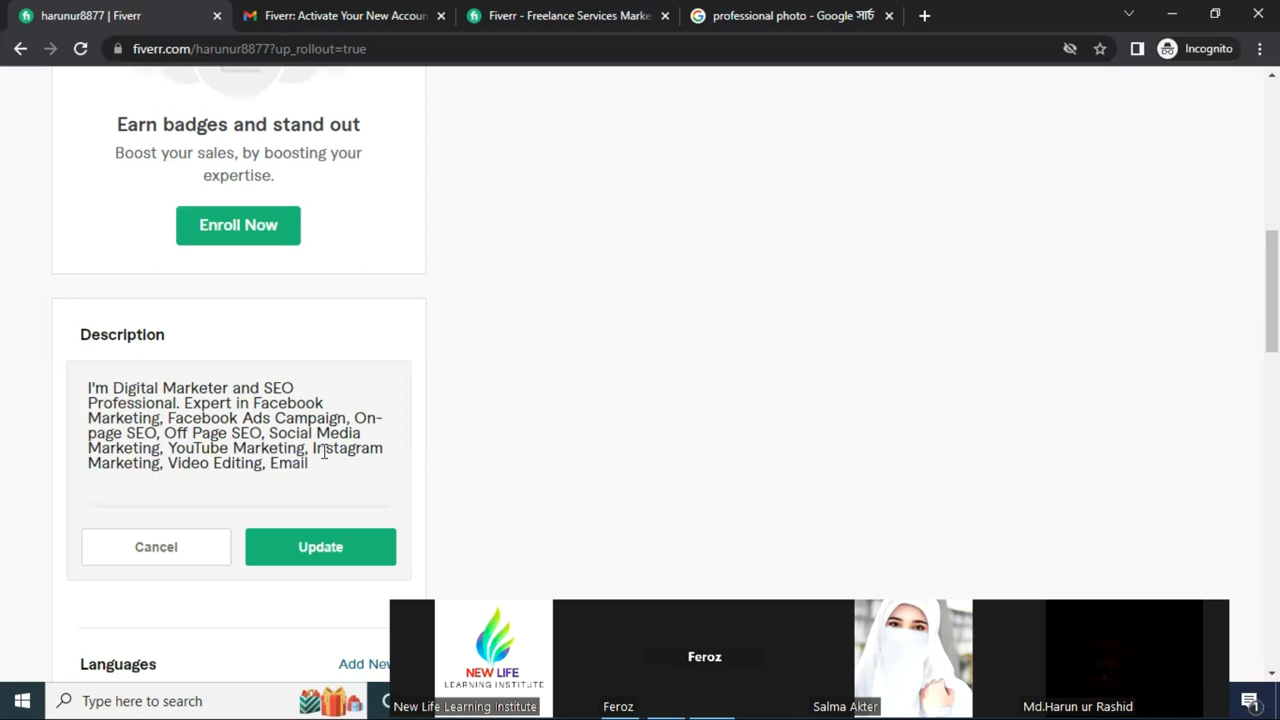 harunur8877 | Fiverr
Fiverr: Activate Your New Accoun
Fiverr - Freelance Services Marke
professional photo - Google সার্চ
fiverr.com/harunur8877?up_rollout=true
Incognito
Earn badges and stand out
Boost your sales, by boosting your
expertise.
Enroll Now
Description
I'm Digital Marketer and SEO
Professional. Expert in Facebook
Marketing, Facebook Ads Campaign, On-
page SEO, Off Page SEO, Social Media
Marketing, YouTube Marketing, Instagram
Marketing, Video Editing, Email
Cancel
Update
Languages
Add New
NEW LIFE
LEARNING INSTITUTE
Feroz
New Life Learning Institute
Feroz
Salma Akter
Md.Harun ur Rashid
Type here to search
1